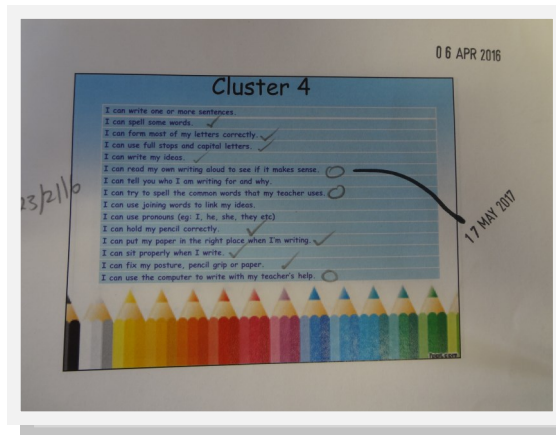 06 APR 2016
Cluster 4
I can write one or more sentences.
I can spell some words.
I can form most of my letters correctly.
I can use full stops and capital letters.
I can write my ideas.
I can read my own writing aloud to see if it makes sense.
I can tell you who I am writing for and why.
I can try to spell the common words that my teacher uses.
I can use joining words to link my ideas.
I can use pronouns (eg: I, he, she, they etc)
I can hold my pencil correctly.
I can put my paper in the right place when I'm writing.
I can sit properly when I write.
I can fix my posture, pencil grip or paper.
I can use the computer to write with my teacher's help.
23/2/16
17 MAY 2017